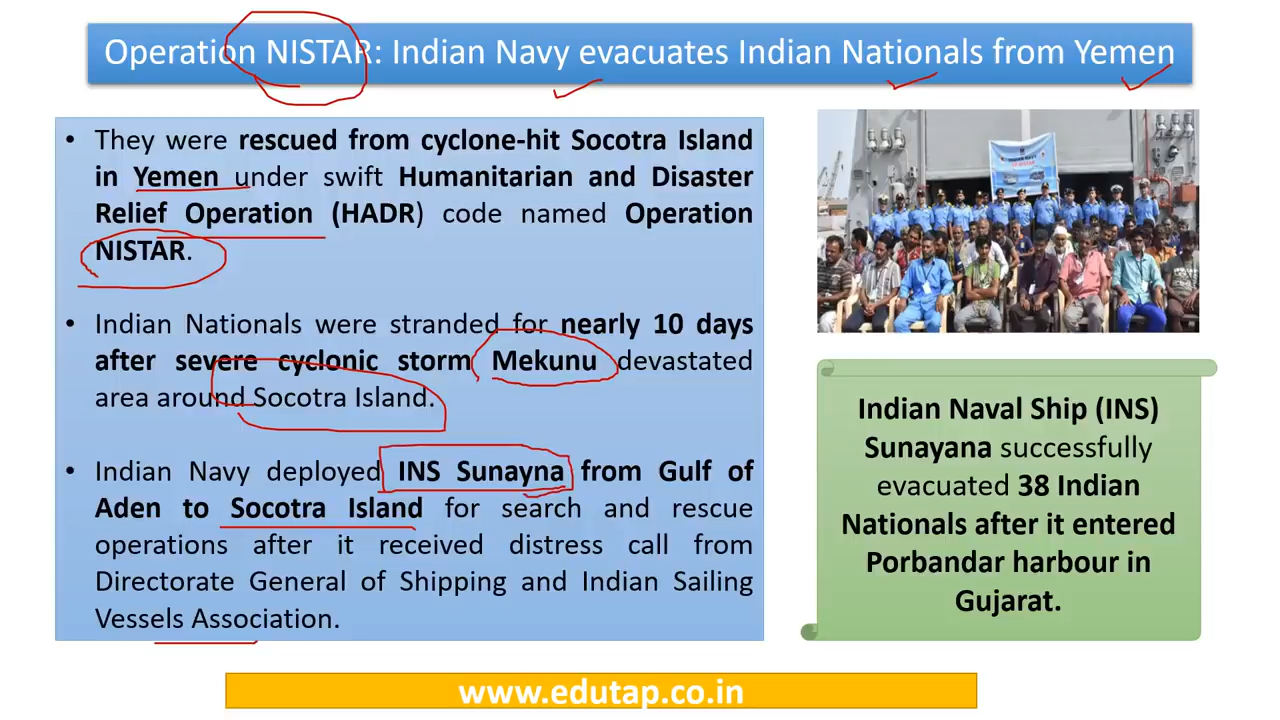 Operation NISTAR: Indian Navy evacuates Indian Nationals from Yemen
• They were rescued from cyclone-hit Socotra Island
in Yemen under swift Humanitarian and Disaster
Relief Operation (HADR) code named Operation
NISTAR.
• Indian Nationals were stranded for nearly 10 days
after severe cyclonic storm Mekunu devastated
area around Socotra Island.
• Indian Navy deployed INS Sunayna from Gulf of
Aden to Socotra Island for search and rescue
operations after it received distress call from
Directorate General of Shipping and Indian Sailing
Vessels Association.
INDIAN NAVY
OP NISTAR
Indian Naval Ship (INS)
Sunayana successfully
evacuated 38 Indian
Nationals after it entered
Porbandar harbour in
Gujarat.
www.edutap.co.in